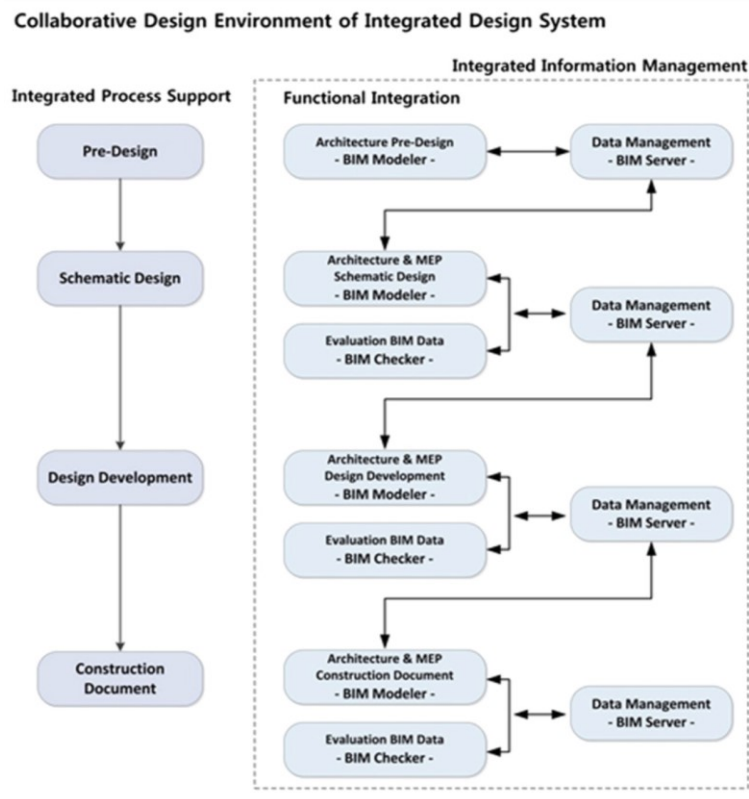 Collaborative Design Environment of Integrated Design System
Integrated Information Management
Integrated Process Support
Functional Integration
Pre-Design
Architecture Pre-Design
- BIM Modeler -
Data Management
- BIM Server -
Schematic Design
Architecture & MEP
Schematic Design
- BIM Modeler -
Evaluation BIM Data
- BIM Checker -
Data Management
- BIM Server -
Design Development
Architecture & MEP
Design Development
- BIM Modeler -
Evaluation BIM Data
- BIM Checker -
Data Management
- BIM Server -
Construction
Document
Architecture & MEP
Construction Document
- BIM Modeler -
Evaluation BIM Data
- BIM Checker -
Data Management
- BIM Server -